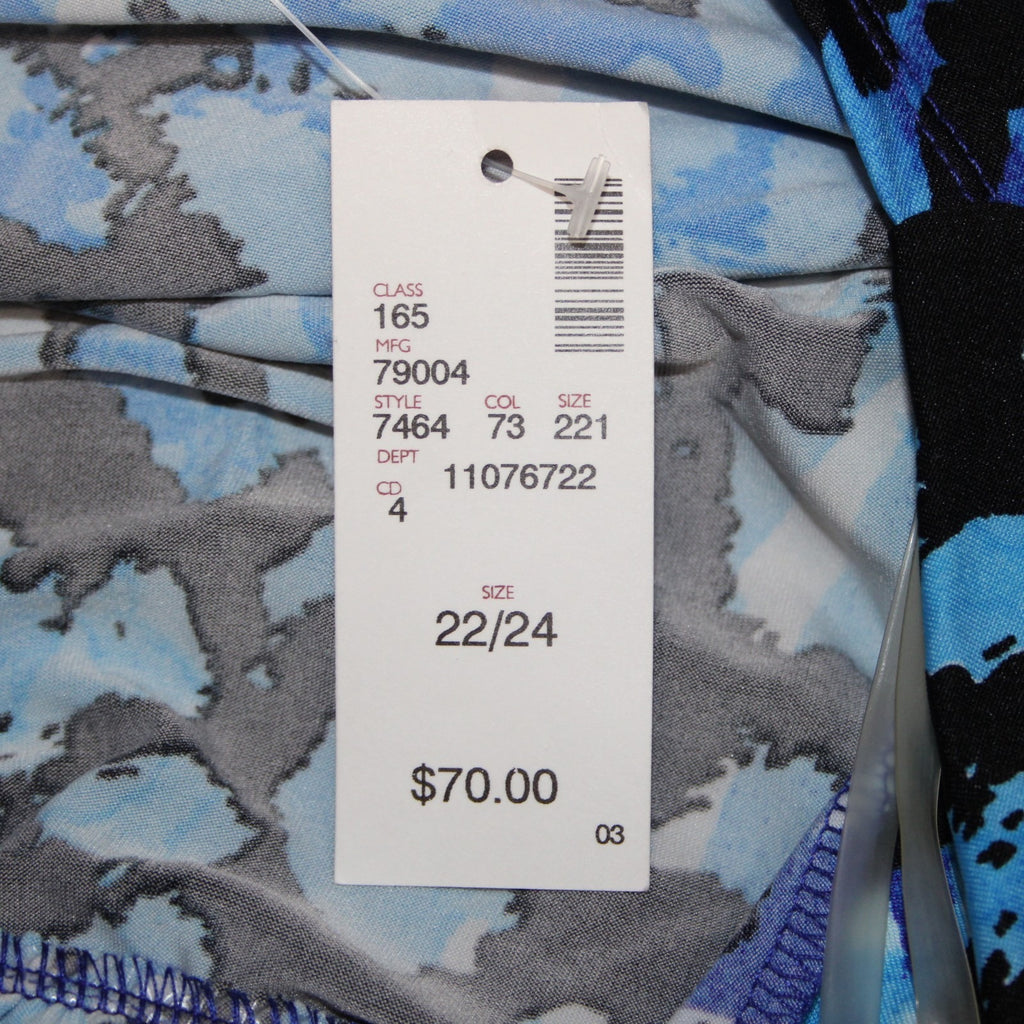 CLASS
165
MFG
79004
STYLE COL SIZE
7464 73 221
DEPT
11076722
CD
4
SIZE
22/24
$70.00
03